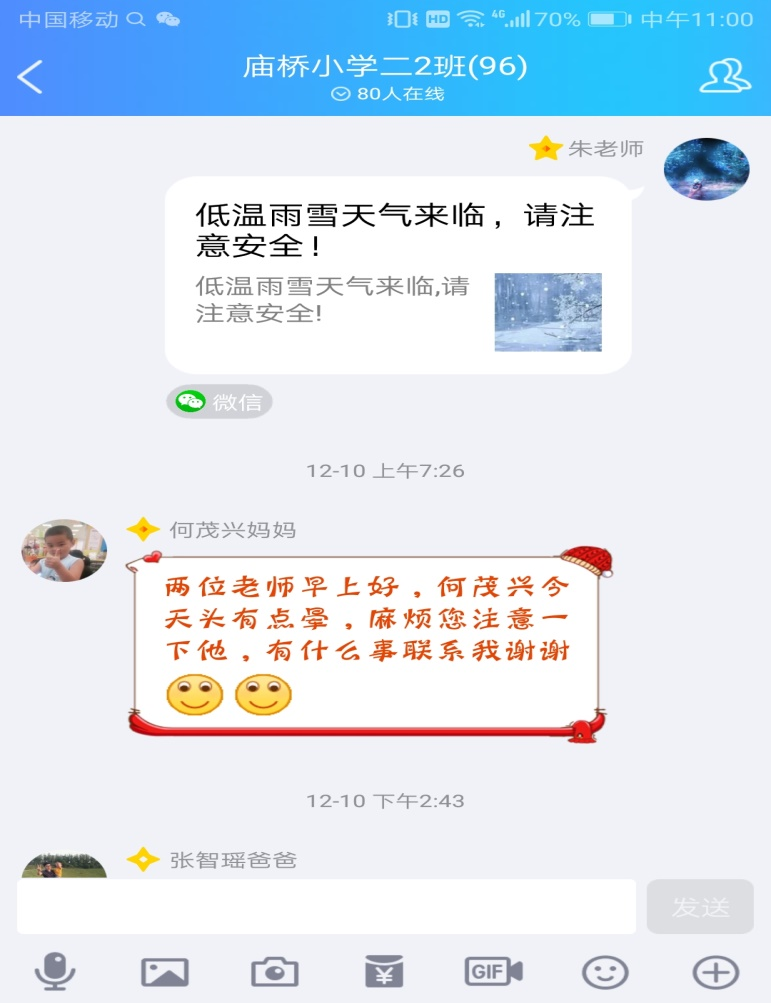 中国移动 HD 4G 70% 中午11:00
庙桥小学二2班(96)
80人在线
朱老师
低温雨雪天气来临，请注
意安全！
低温雨雪天气来临,请
注意安全!
微信
12-10 上午7:26
何茂兴妈妈
两位老师早上好，何茂兴今
天头有点晕，麻烦您注意一
下他，有什么事联系我谢谢
12-10 下午2:43
张智瑶爸爸
发送
¥
GIF